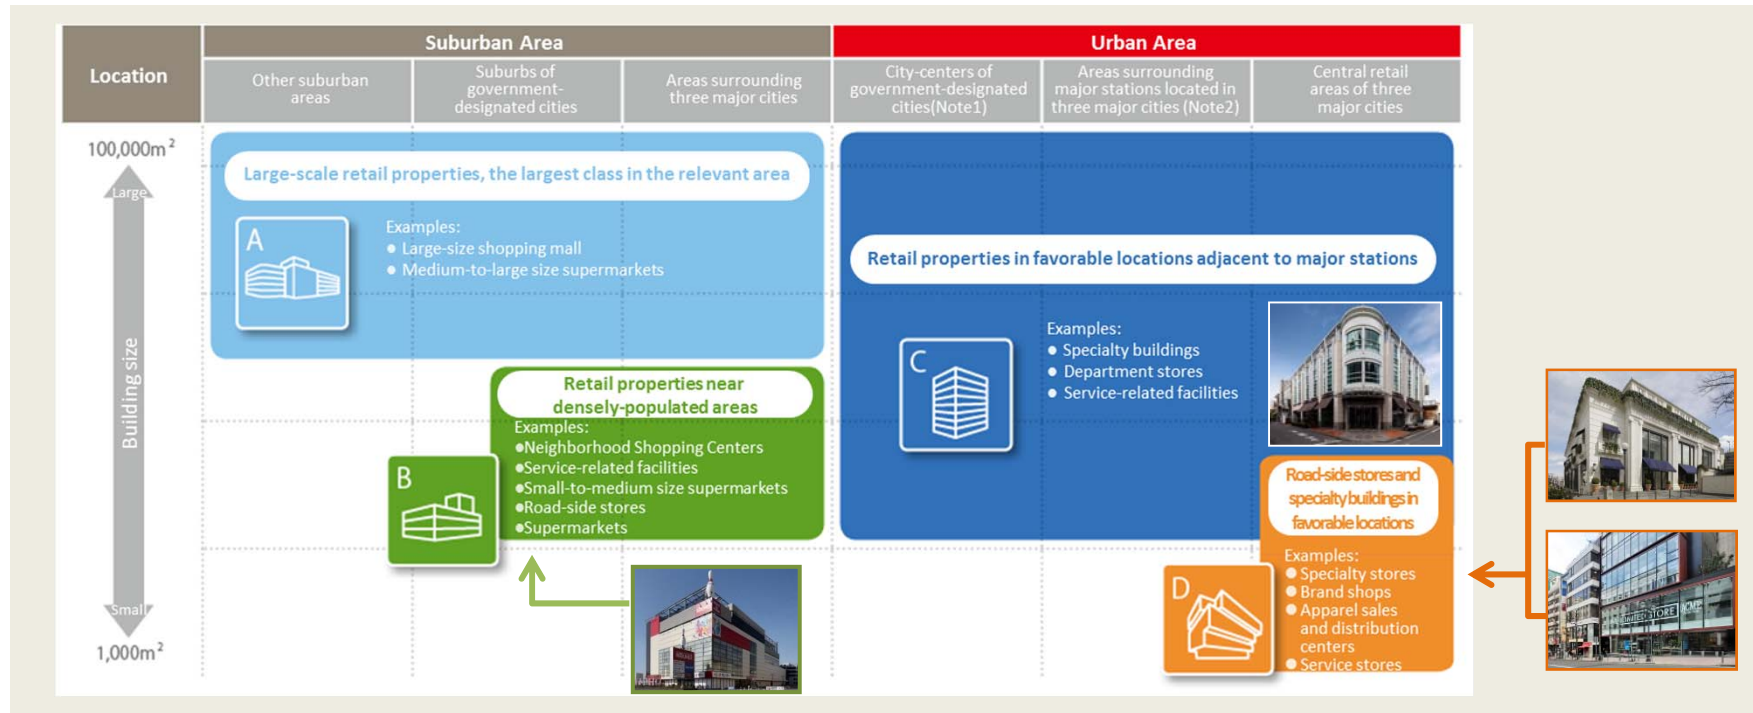 Location
Suburban Area
Urban Area
Other suburban
areas
Suburbs of
government-
designated cities
Areas surrounding
three major cities
City-centers of
government-designated
cities(Note1)
Areas surrounding
major stations located in
three major cities (Note2)
Central retail
areas of three
major cities
100,000m²
Large
Building size
Small
1,000m²
Large-scale retail properties, the largest class in the relevant area
A
Examples:
● Large-size shopping mall
● Medium-to-large size supermarkets
Retail properties near
densely-populated areas
B
Examples:
●Neighborhood Shopping Centers
●Service-related facilities
●Small-to-medium size supermarkets
●Road-side stores
●Supermarkets
Retail properties in favorable locations adjacent to major stations
C
Examples:
● Specialty buildings
● Department stores
● Service-related facilities
Road-side stores and
specialty buildings in
favorable locations
D
Examples:
● Specialty stores
● Brand shops
● Apparel sales
and distribution
centers
● Service stores
STORE